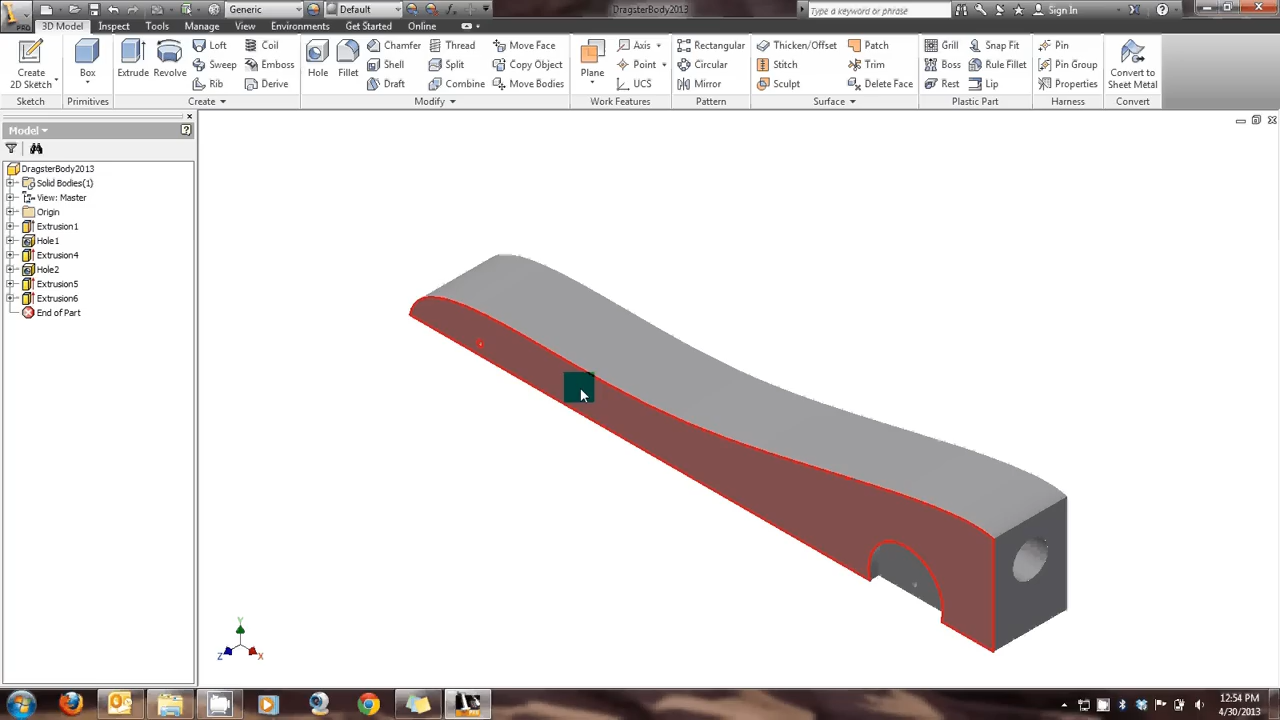 Generic
Default
DragsterBody2013
Type a keyword or phrase
Sign In
PRO
3D Model
Inspect
Tools
Manage
View
Environments
Get Started
Online
Create
2D Sketch
Box
Extrude
Revolve
Loft
Sweep
Rib
Coil
Emboss
Derive
Hole
Fillet
Chamfer
Shell
Draft
Thread
Split
Combine
Move Face
Copy Object
Move Bodies
Plane
Axis
Point
UCS
Rectangular
Circular
Mirror
Thicken/Offset
Stitch
Sculpt
Patch
Trim
Delete Face
Grill
Boss
Rest
Snap Fit
Rule Fillet
Lip
Pin
Pin Group
Properties
Convert to
Sheet Metal
Sketch
Primitives
Create
Modify
Work Features
Pattern
Surface
Plastic Part
Harness
Convert
Model
DragsterBody2013
Solid Bodies(1)
View: Master
Origin
Extrusion1
Hole1
Extrusion4
Hole2
Extrusion5
Extrusion6
End of Part
Y
Z
X
12:54 PM
4/30/2013